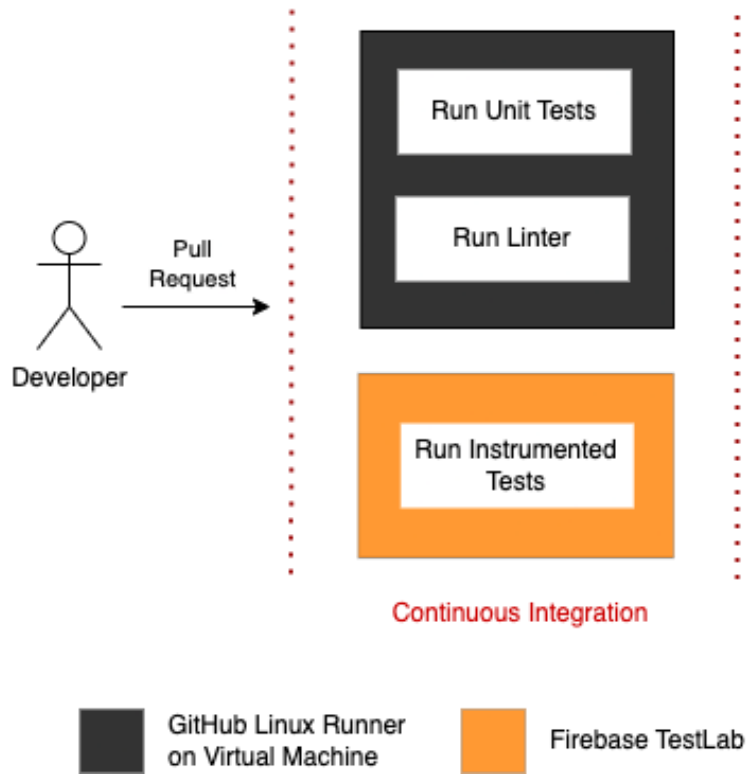 Run Unit Tests
Run Linter
Pull
Request
Developer
Run Instrumented
Tests
Continuous Integration
GitHub Linux Runner
on Virtual Machine
Firebase TestLab